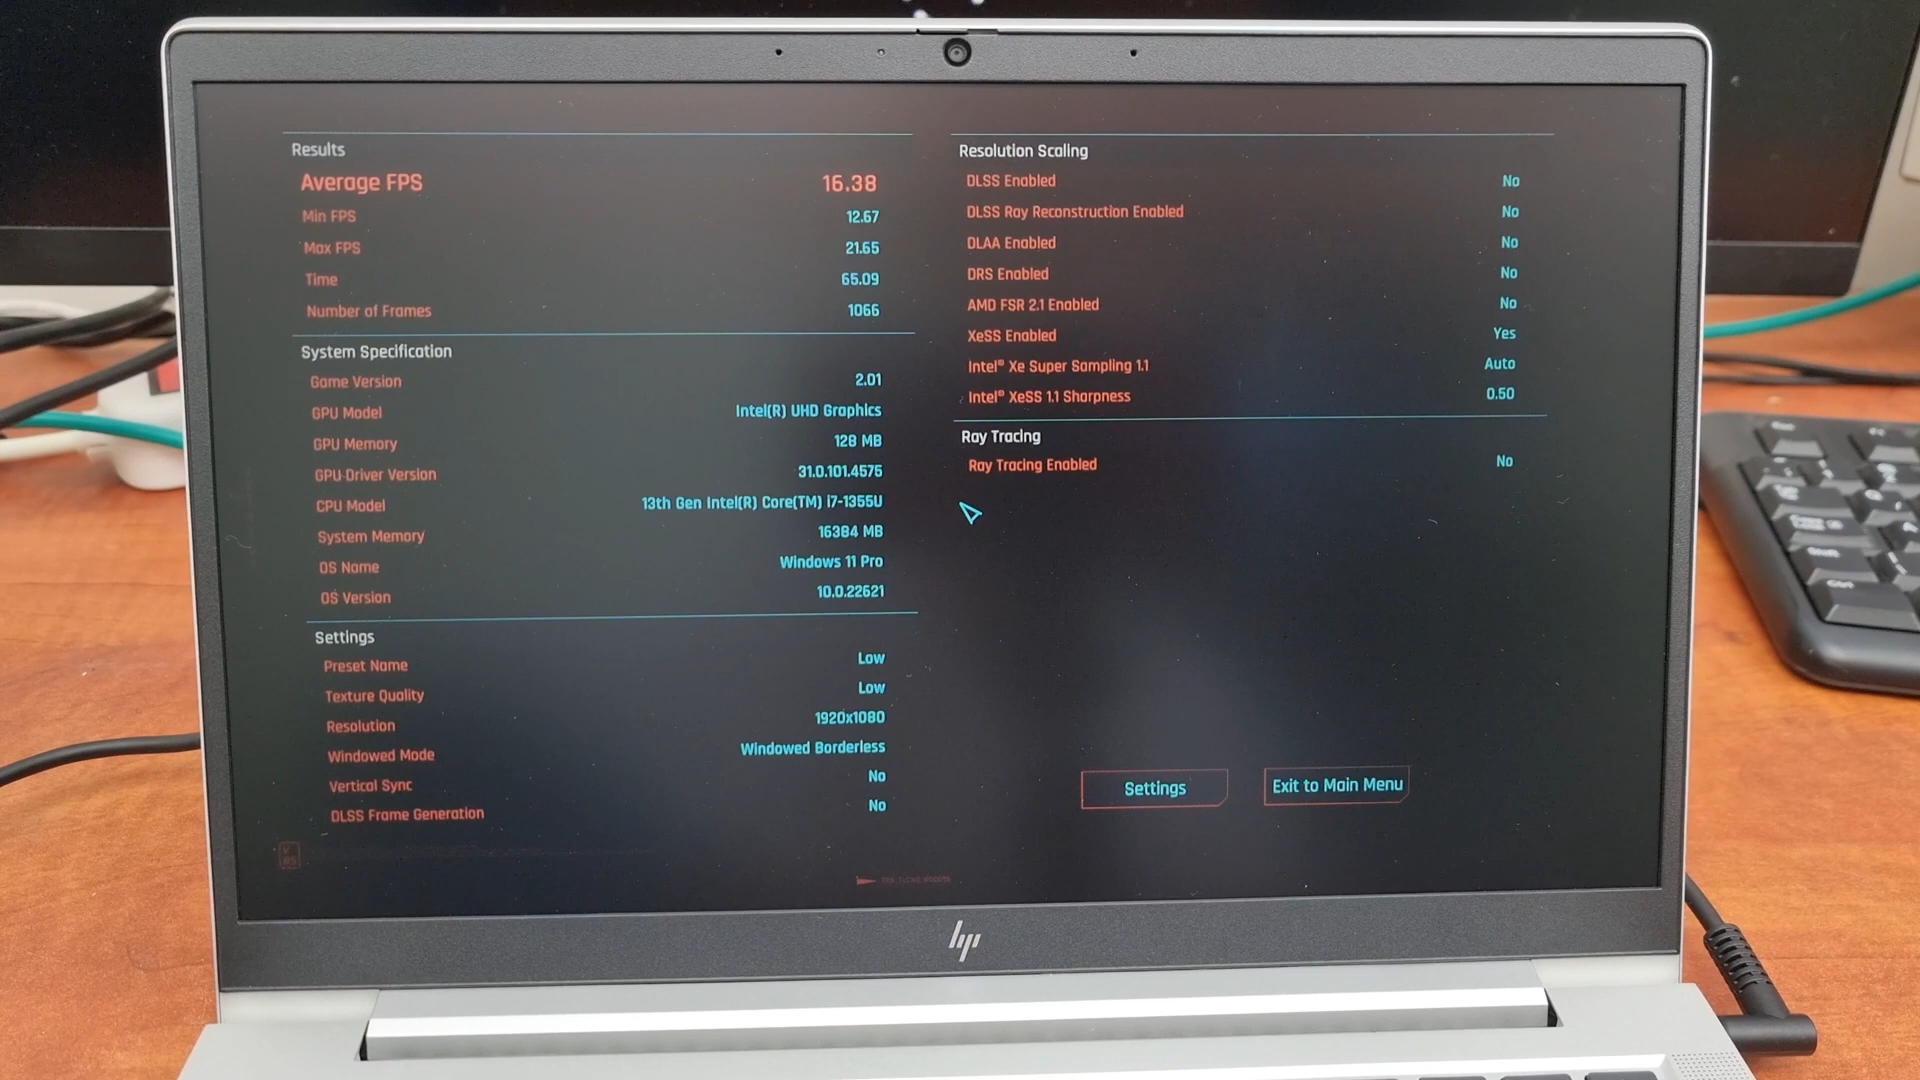 Results
Average FPS 16.38
Min FPS 12.67
Max FPS 21.65
Time 65.09
Number of Frames 1066
System Specification
Game Version 2.01
GPU Model Intel(R) UHD Graphics
GPU Memory 128 MB
GPU Driver Version 31.0.101.4575
CPU Model 13th Gen Intel(R) Core(TM) i7-1355U
System Memory 16384 MB
OS Name Windows 11 Pro
OS Version 10.0.22621
Settings
Preset Name Low
Texture Quality Low
Resolution 1920x1080
Windowed Mode Windowed Borderless
Vertical Sync No
DLSS Frame Generation No
Resolution Scaling
DLSS Enabled No
DLSS Ray Reconstruction Enabled No
DLAA Enabled No
DRS Enabled No
AMD FSR 2.1 Enabled No
XeSS Enabled Yes
Intel® Xe Super Sampling 1.1 Auto
Intel® XeSS 1.1 Sharpness 0.50
Ray Tracing
Ray Tracing Enabled No
Settings
Exit to Main Menu
hp